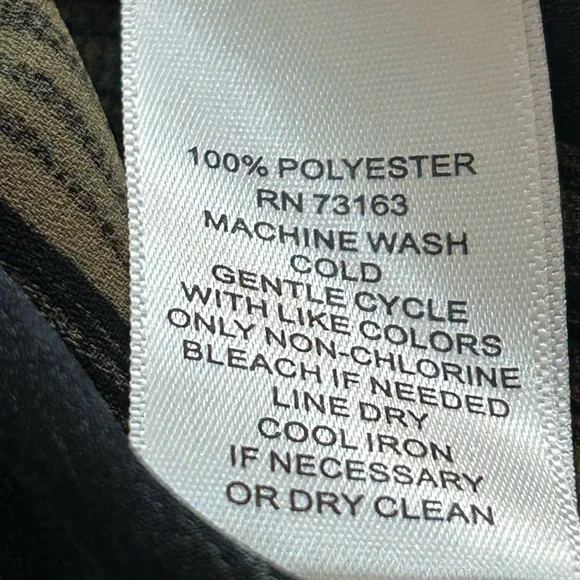 100% POLYESTER
RN 73163
MACHINE WASH
COLD
GENTLE CYCLE
WITH LIKE COLORS
ONLY NON-CHLORINE
BLEACH IF NEEDED
LINE DRY
COOL IRON
IF NECESSARY
OR DRY CLEAN